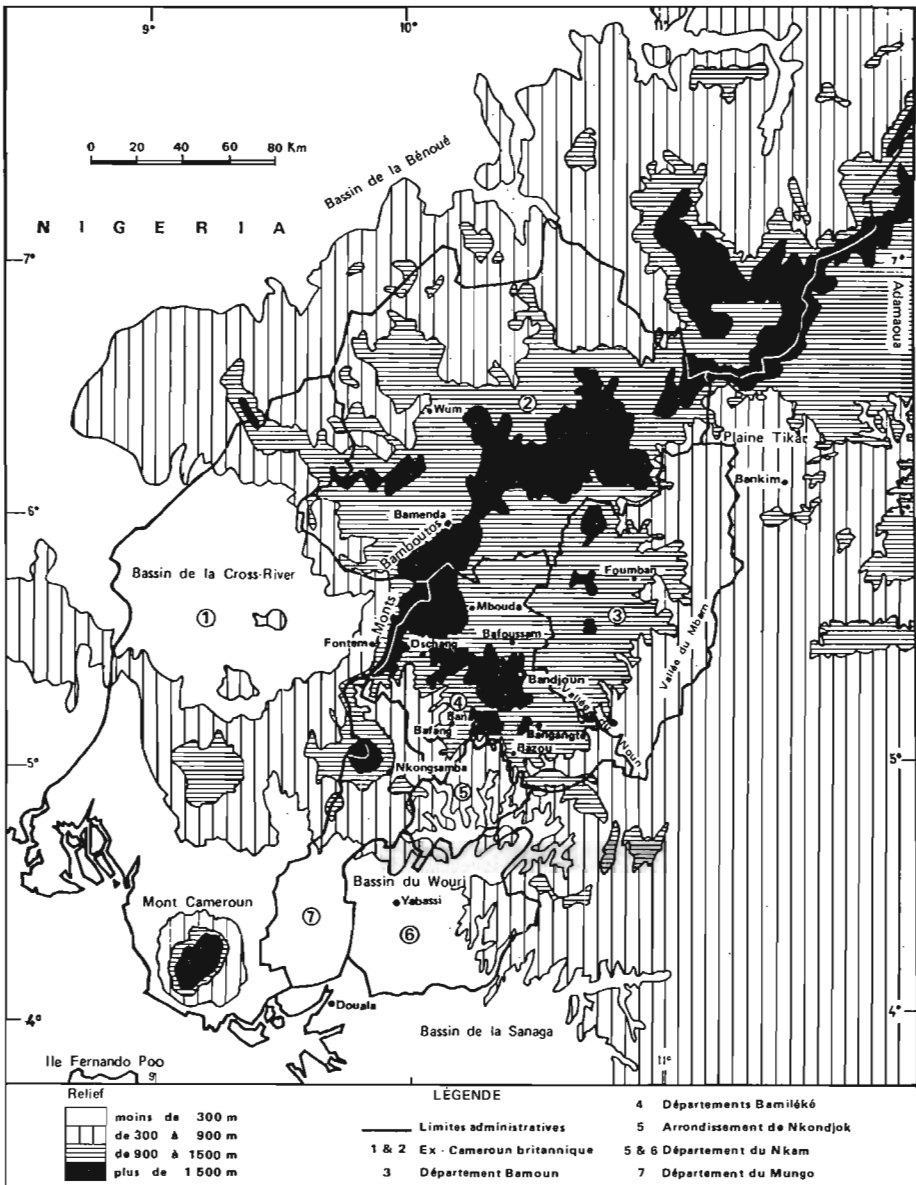 9°
10°
11°
0 20 40 60 80 Km
Bassin de la Bénoué
N I G E R I A
7°
7°
Adamaoua
Wum
②
Plaine Tikar
Bankim
6°
6°
Bamenda
Monts Bamboutos
Bassin de la Cross-River
①
Foumban
Mbouda
③
Vallée du Mbam
Fontem
Dschang
Bafoussam
Bandjoun
④
Bana
Vallée du Noun
Bafang
Bangangté
Bazou
5°
5°
Nkongsamba
⑤
Bassin du Wouri
Yabassi
Mont Cameroun
⑦
⑥
Douala
4°
4°
Bassin de la Sanaga
Ile Fernando Poo
9°
11°
Relief
moins de 300 m
de 300 à 900 m
de 900 à 1500 m
plus de 1500 m
LÉGENDE
Limites administratives
1 & 2 Ex - Cameroun britannique
3 Département Bamoun
4 Départements Bamiléké
5 Arrondissement de Nkondjok
5 & 6 Département du Nkam
7 Département du Mungo